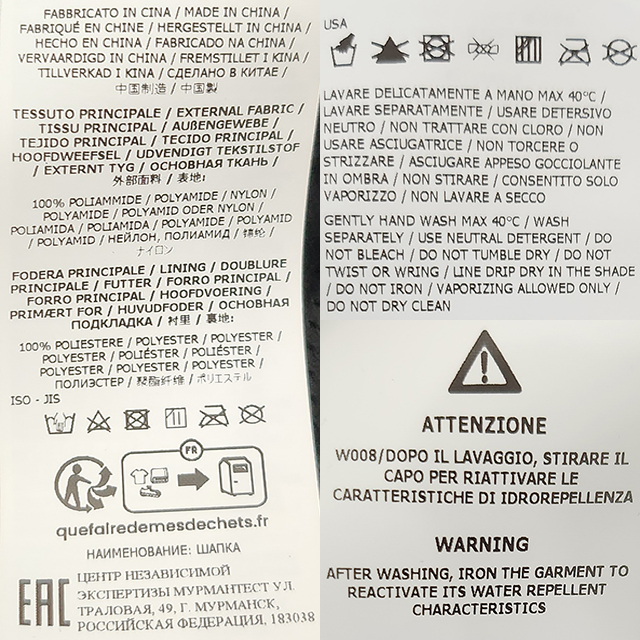 FABBRICATO IN CINA / MADE IN CHINA /
FABRIQUÉ EN CHINE / HERGESTELLT IN CHINA /
HECHO EN CHINA / FABRICADO NA CHINA /
VERVAARDIGD IN CHINA / FREMSTILLET I KINA /
TILLVERKAD I KINA / СДЕЛАНО В КИТАЕ /
中国制造 / 中国製
TESSUTO PRINCIPALE / EXTERNAL FABRIC /
TISSU PRINCIPAL / AUßENGEWEBE /
TEJIDO PRINCIPAL / TECIDO PRINCIPAL /
HOOFDWEEFSEL / UDVENDIGT TEKSTILSTOF
/ EXTERNT TYG / ОСНОВНАЯ ТКАНЬ /
外部面料 / 表地:
100% POLIAMMIDE / POLYAMIDE / NYLON /
POLYAMIDE / POLYAMID ODER NYLON /
POLIAMIDA / POLIAMIDA / POLYAMIDE / POLYAMID
/ POLYAMID / НЕЙЛОН, ПОЛИАМИД / 锦纶 /
ナイロン
FODERA PRINCIPALE / LINING / DOUBLURE
PRINCIPALE / FUTTER / FORRO PRINCIPAL /
FORRO PRINCIPAL / HOOFDVOERING /
PRIMÆRT FOR / HUVUDFODER / ОСНОВНАЯ
ПОДКЛАДКА / 衬里 / 裏地:
100% POLIESTERE / POLYESTER / POLYESTER /
POLYESTER / POLIÉSTER / POLIÉSTER /
POLYESTER / POLYESTER / POLYESTER /
ПОЛИЭСТЕР / 聚酯纤维 / ポリエステル
ISO - JIS
FR
quefairedemesdechets.fr
НАИМЕНОВАНИЕ: ШАПКА
EAC
ЦЕНТР НЕЗАВИСИМОЙ
ЭКСПЕРТИЗЫ МУРМАНТЕСТ УЛ.
ТРАЛОВАЯ, 49, Г. МУРМАНСК,
РОССИЙСКАЯ ФЕДЕРАЦИЯ, 183038
USA
LAVARE DELICATAMENTE A MANO MAX 40°C /
LAVARE SEPARATAMENTE / USARE DETERSIVO
NEUTRO / NON TRATTARE CON CLORO / NON
USARE ASCIUGATRICE / NON TORCERE O
STRIZZARE / ASCIUGARE APPESO GOCCIOLANTE
IN OMBRA / NON STIRARE / CONSENTITO SOLO
VAPORIZZO / NON LAVARE A SECCO
GENTLY HAND WASH MAX 40°C / WASH
SEPARATELY / USE NEUTRAL DETERGENT / DO
NOT BLEACH / DO NOT TUMBLE DRY / DO NOT
TWIST OR WRING / LINE DRIP DRY IN THE SHADE
/ DO NOT IRON / VAPORIZING ALLOWED ONLY /
DO NOT DRY CLEAN
ATTENZIONE
W008/DOPO IL LAVAGGIO, STIRARE IL
CAPO PER RIATTIVARE LE
CARATTERISTICHE DI IDROREPELLENZA
WARNING
AFTER WASHING, IRON THE GARMENT TO
REACTIVATE ITS WATER REPELLENT
CHARACTERISTICS